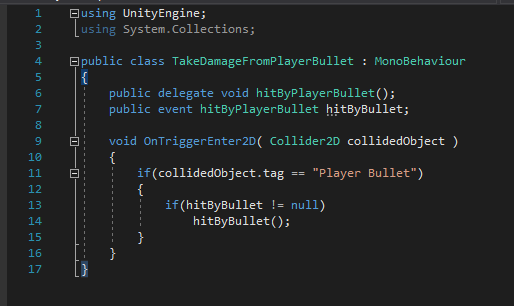 1 using UnityEngine;
2 using System.Collections;
3
4 public class TakeDamageFromPlayerBullet : MonoBehaviour
5 {
6 public delegate void hitByPlayerBullet();
7 public event hitByPlayerBullet hitByBullet;
8
9 void OnTriggerEnter2D( Collider2D collidedObject )
10 {
11 if(collidedObject.tag == "Player Bullet")
12 {
13 if(hitByBullet != null)
14 hitByBullet();
15 }
16 }
17 }